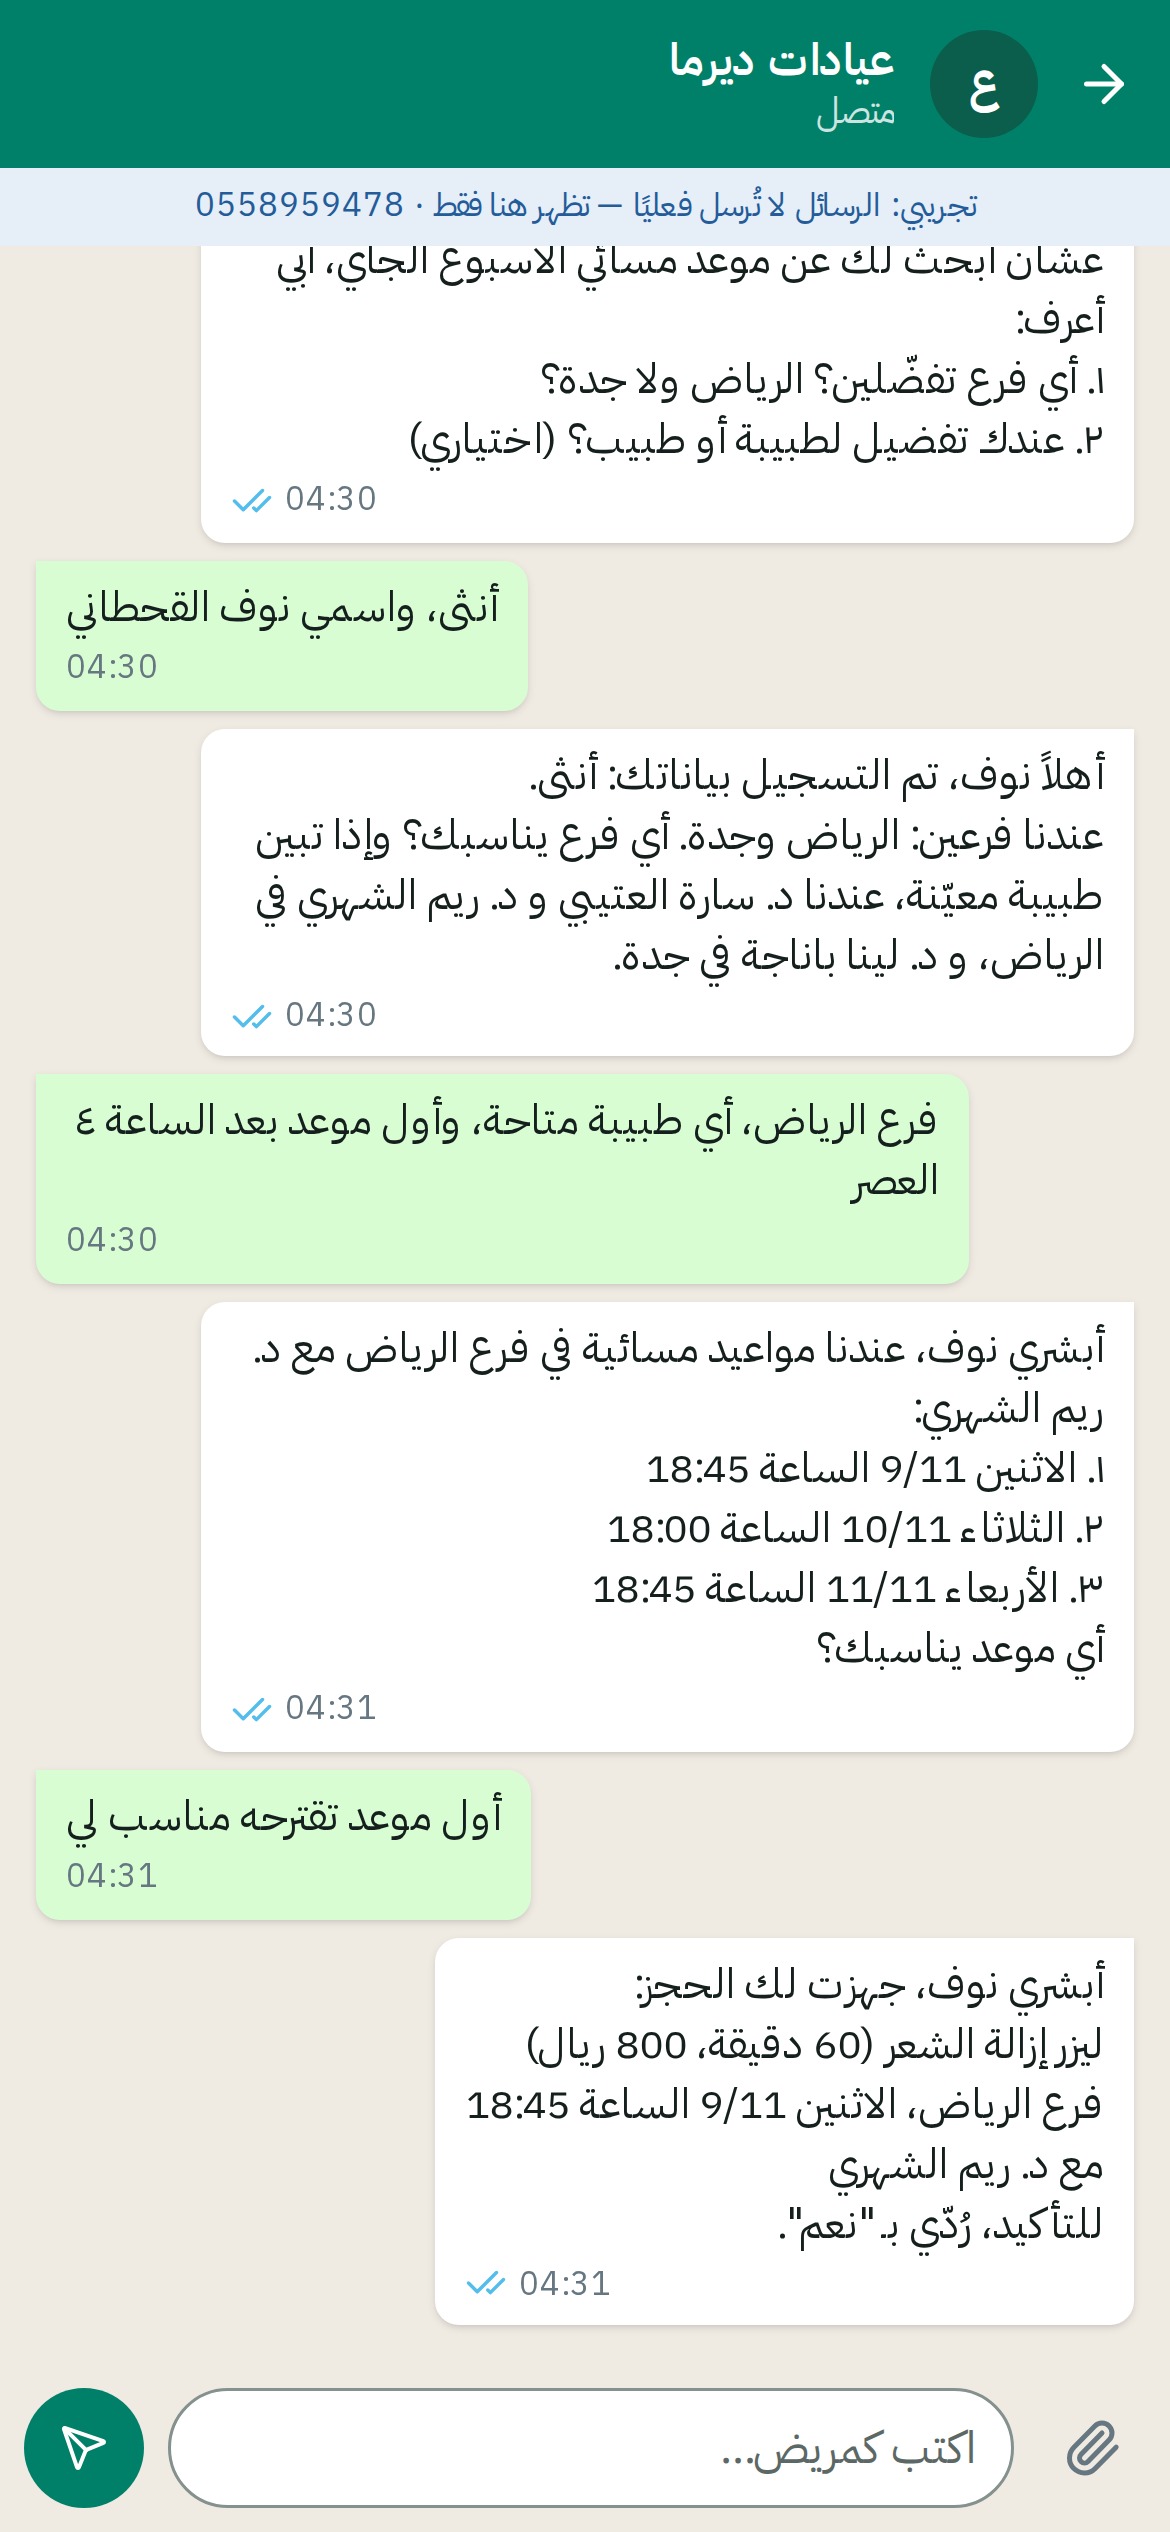 عيادات ديرما
ع
متصل
تجريبي: الرسائل لا تُرسل فعليًا — تظهر هنا فقط · 0558959478
عشان أبحث لك عن موعد مسائي الأسبوع الجاي، أبي
أعرف:
١. أي فرع تفضّلين؟ الرياض ولا جدة؟
٢. عندك تفضيل لطبيبة أو طبيب؟ (اختياري)
04:30
أنثى، واسمي نوف القحطاني
04:30
أهلاً نوف، تم التسجيل بياناتك: أنثى.
عندنا فرعين: الرياض وجدة. أي فرع يناسبك؟ وإذا تبين
طبيبة معيّنة، عندنا د. سارة العتيبي و د. ريم الشهري في
الرياض، و د. لينا باناجة في جدة.
04:30
فرع الرياض، أي طبيبة متاحة، وأول موعد بعد الساعة ٤
العصر
04:30
أبشري نوف، عندنا مواعيد مسائية في فرع الرياض مع د.
ريم الشهري:
١. الاثنين 9/11 الساعة 18:45
٢. الثلاثاء 10/11 الساعة 18:00
٣. الأربعاء 11/11 الساعة 18:45
أي موعد يناسبك؟
04:31
أول موعد تقترحه مناسب لي
04:31
أبشري نوف، جهزت لك الحجز:
ليزر إزالة الشعر (60 دقيقة، 800 ريال)
فرع الرياض، الاثنين 9/11 الساعة 18:45
مع د. ريم الشهري
للتأكيد، رُدّي بـ "نعم".
04:31
اكتب كمريض...